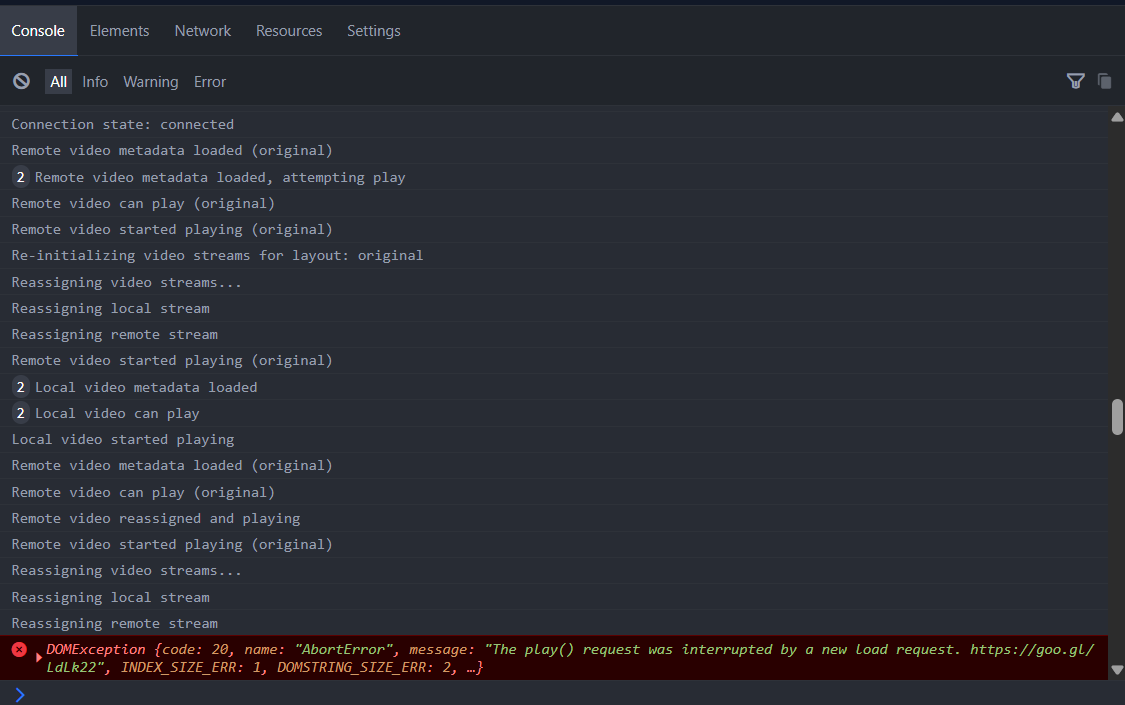 Console Elements Network Resources Settings
All Info Warning Error
Connection state: connected
Remote video metadata loaded (original)
2 Remote video metadata loaded, attempting play
Remote video can play (original)
Remote video started playing (original)
Re-initializing video streams for layout: original
Reassigning video streams...
Reassigning local stream
Reassigning remote stream
Remote video started playing (original)
2 Local video metadata loaded
2 Local video can play
Local video started playing
Remote video metadata loaded (original)
Remote video can play (original)
Remote video reassigned and playing
Remote video started playing (original)
Reassigning video streams...
Reassigning local stream
Reassigning remote stream
DOMException {code: 20, name: "AbortError", message: "The play() request was interrupted by a new load request. https://goo.gl/
LdLk22", INDEX_SIZE_ERR: 1, DOMSTRING_SIZE_ERR: 2, …}